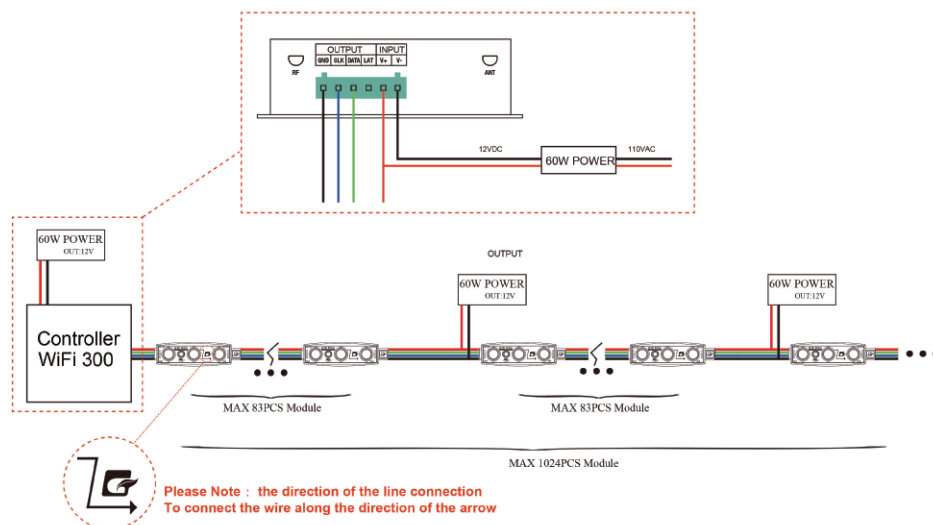 OUTPUT INPUT
GND CLK DATA LAT V+ V-
RF
ANT
12VDC
60W POWER
110VAC
60W POWER
OUT:12V
OUTPUT
60W POWER
OUT:12V
60W POWER
OUT:12V
Controller
WiFi 300
MAX 83PCS Module
MAX 83PCS Module
MAX 1024PCS Module
Please Note : the direction of the line connection
To connect the wire along the direction of the arrow